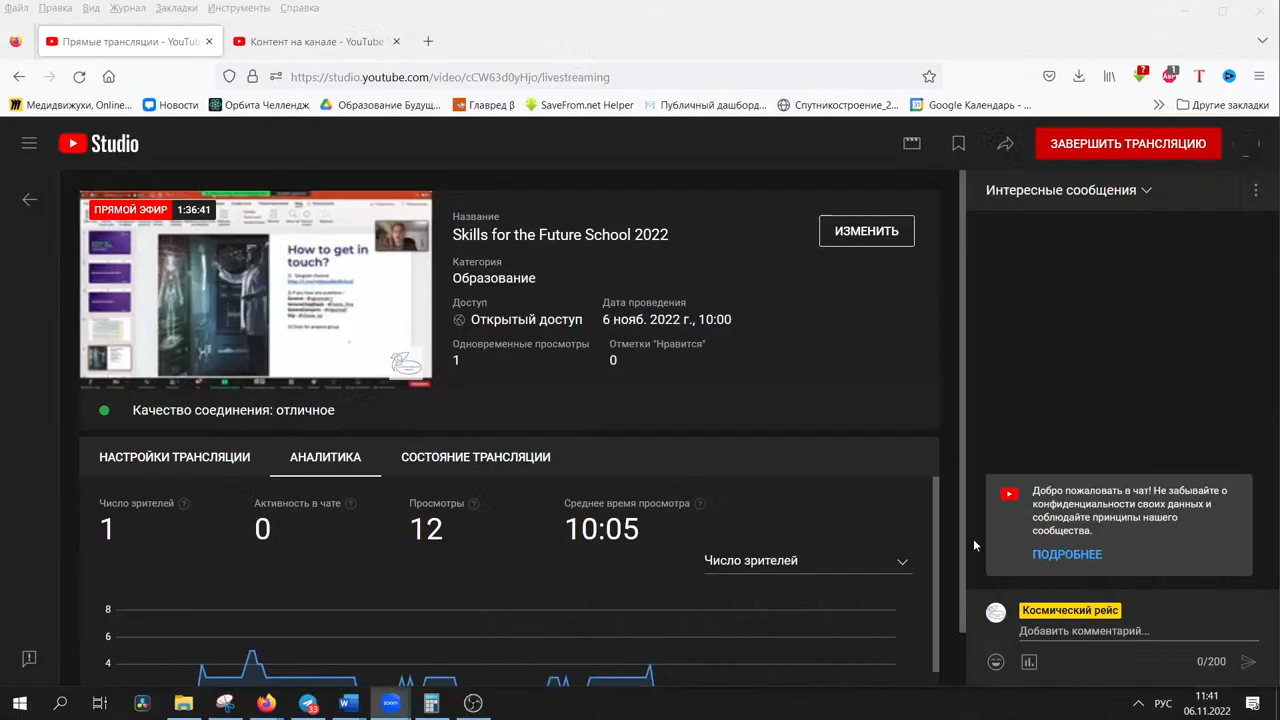 Файл Правка Вид Журнал Закладки Инструменты Справка
Прямые трансляции - YouTub
Контент на канале - YouTube
https://studio.youtube.com/video/cCW63d0yHjo/livestreaming
Медидвижухи, Online...
Новости
Орбита Челлендж
Образование Будущ...
Главред β
SaveFrom.net Helper
Публичный дашборд...
Спутникостроение_2...
Google Календарь - ...
Другие закладки
Studio
ЗАВЕРШИТЬ ТРАНСЛЯЦИЮ
ПРЯМОЙ ЭФИР 1:36:41
How to get in
touch?
Название
Skills for the Future School 2022
ИЗМЕНИТЬ
Категория
Образование
Доступ
Открытый доступ
Дата проведения
6 нояб. 2022 г., 10:00
Одновременные просмотры
1
Отметки "Нравится"
0
Качество соединения: отличное
НАСТРОЙКИ ТРАНСЛЯЦИИ
АНАЛИТИКА
СОСТОЯНИЕ ТРАНСЛЯЦИИ
Число зрителей
1
Активность в чате
0
Просмотры
12
Среднее время просмотра
10:05
Число зрителей
8
6
4
Интересные сообщения
Добро пожаловать в чат! Не забывайте о
конфиденциальности своих данных и
соблюдайте принципы нашего
сообщества.
ПОДРОБНЕЕ
Космический рейс
Добавить комментарий...
0/200
33
РУС
11:41
06.11.2022